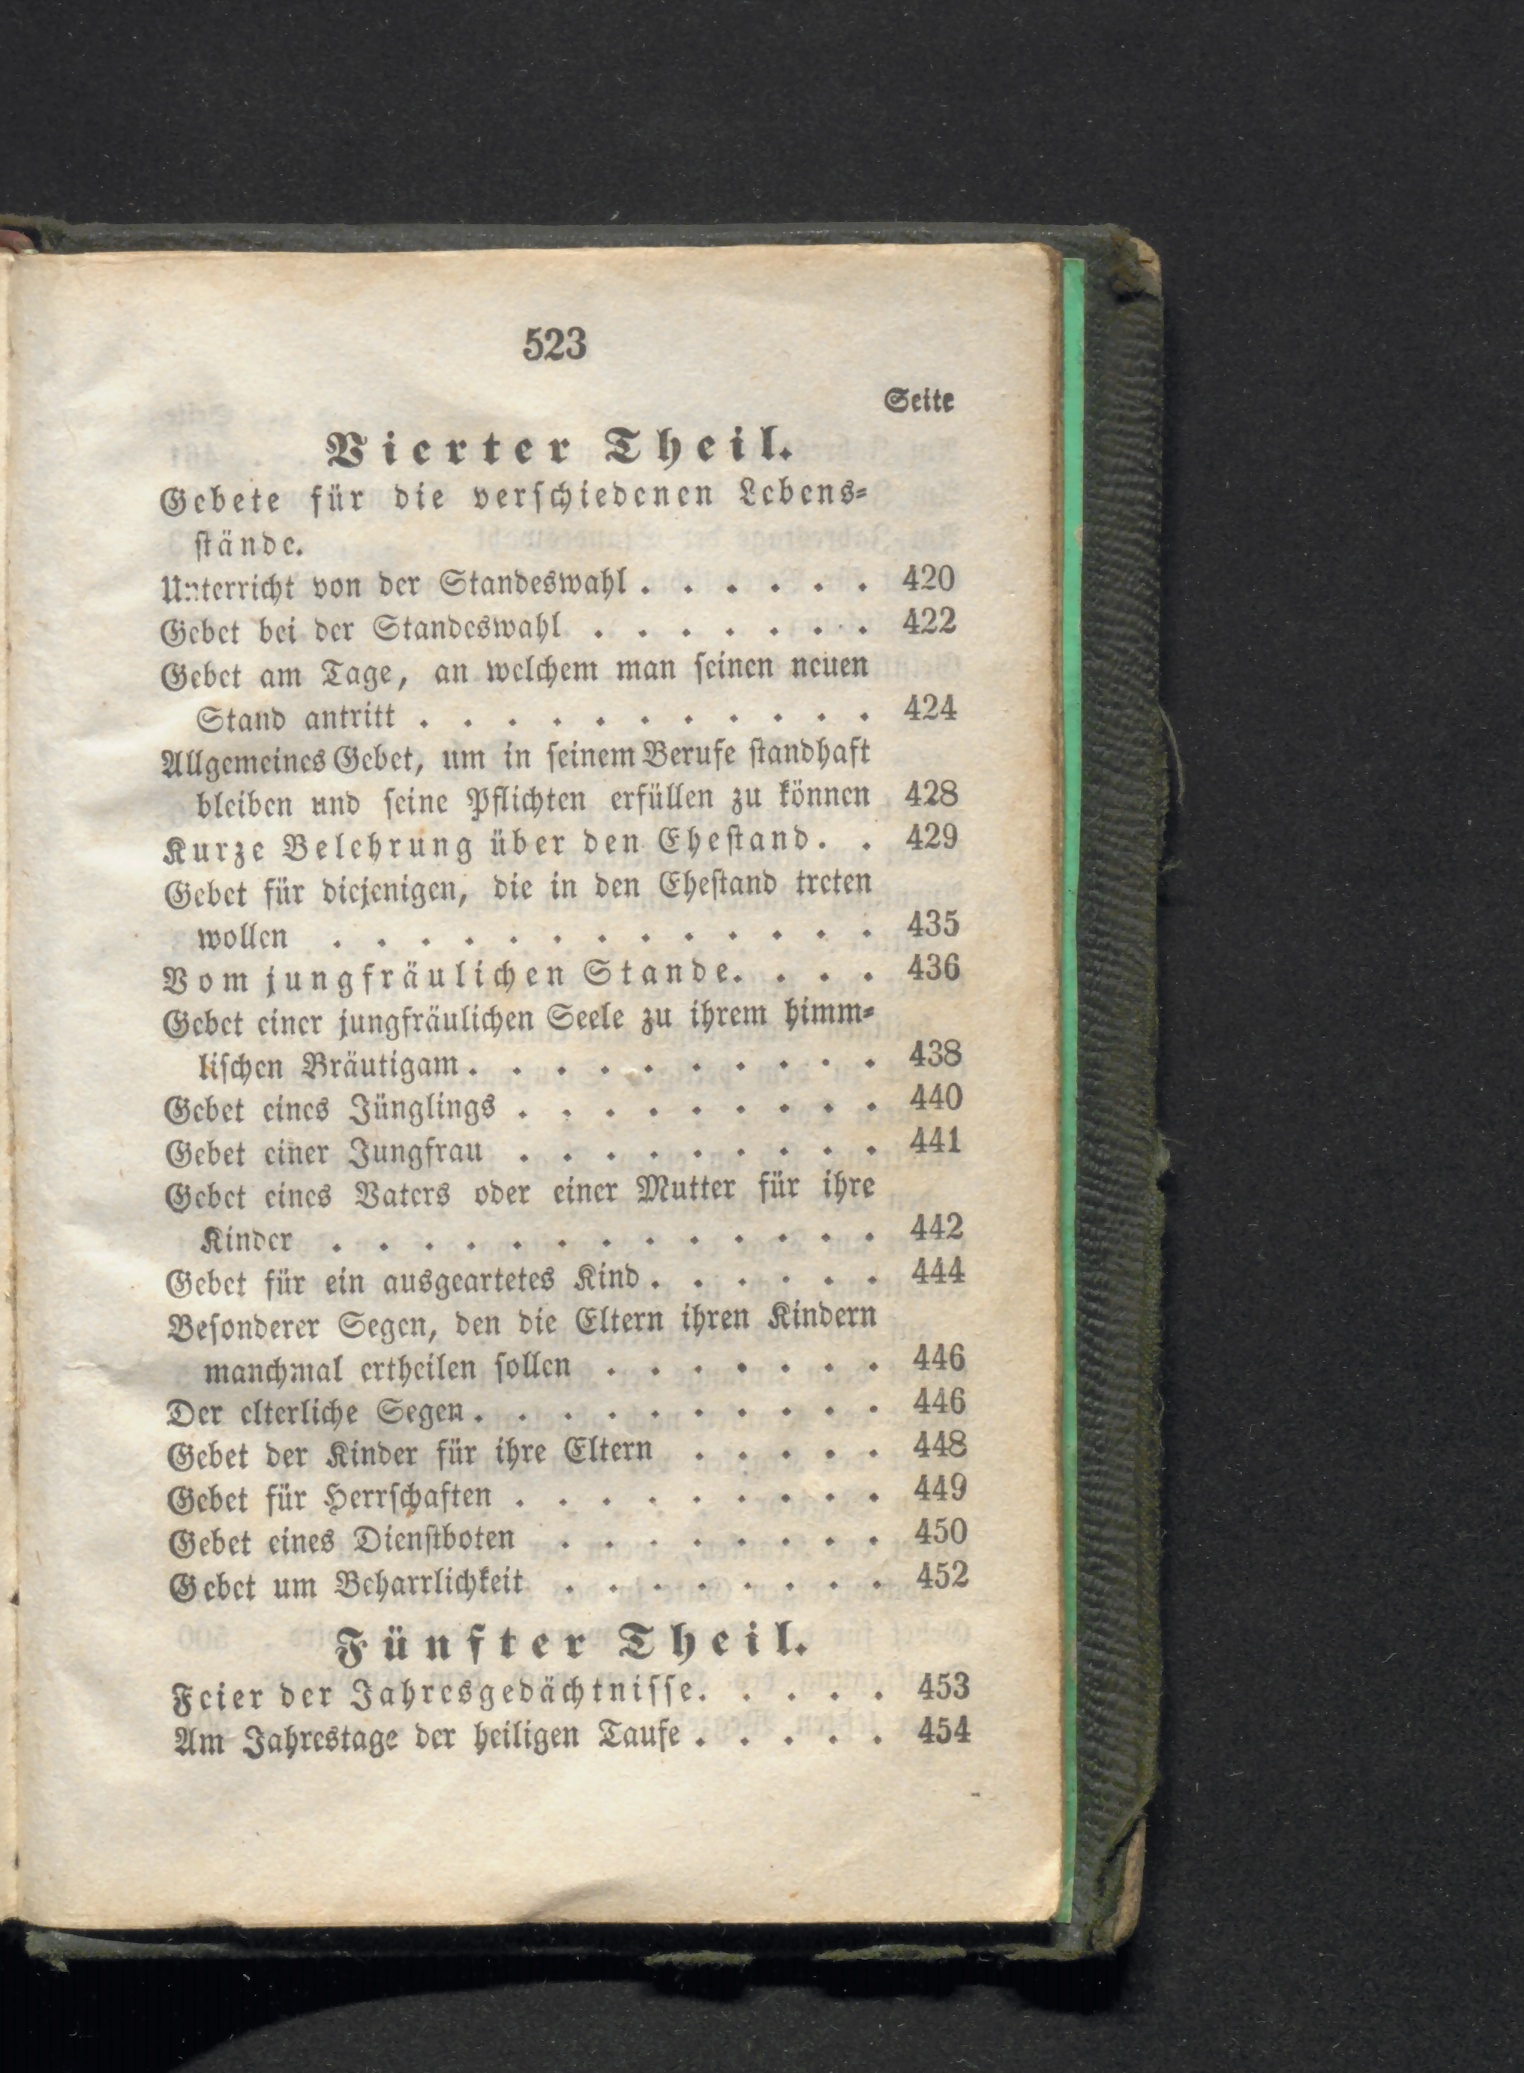 523
Seite
Vierter Theil.
Gebete für die verschiedenen Lebens-
stände.
Unterricht von der Standeswahl . . . . . . 420
Gebet bei der Standeswahl . . . . . . . 422
Gebet am Tage, an welchem man seinen neuen
Stand antritt . . . . . . . . . . . 424
Allgemeines Gebet, um in seinem Berufe standhaft
bleiben und seine Pflichten erfüllen zu können 428
Kurze Belehrung über den Ehestand. . 429
Gebet für diejenigen, die in den Ehestand treten
wollen . . . . . . . . . . . . . 435
Vom jungfräulichen Stande. . . . 436
Gebet einer jungfräulichen Seele zu ihrem himm-
lischen Bräutigam . . . . . . . . . . 438
Gebet eines Jünglings . . . . . . . . . 440
Gebet einer Jungfrau . . . . . . . . . 441
Gebet eines Vaters oder einer Mutter für ihre
Kinder . . . . . . . . . . . . . 442
Gebet für ein ausgeartetes Kind . . . . . . 444
Besonderer Segen, den die Eltern ihren Kindern
manchmal ertheilen sollen . . . . . . . 446
Der elterliche Segen . . . . . . . . . . 446
Gebet der Kinder für ihre Eltern . . . . . 448
Gebet für Herrschaften . . . . . . . . . 449
Gebet eines Dienstboten . . . . . . . . 450
Gebet um Beharrlichkeit . . . . . . . . 452
Fünfter Theil.
Feier der Jahresgedächtnisse. . . . . 453
Am Jahrestage der heiligen Taufe . . . . . 454